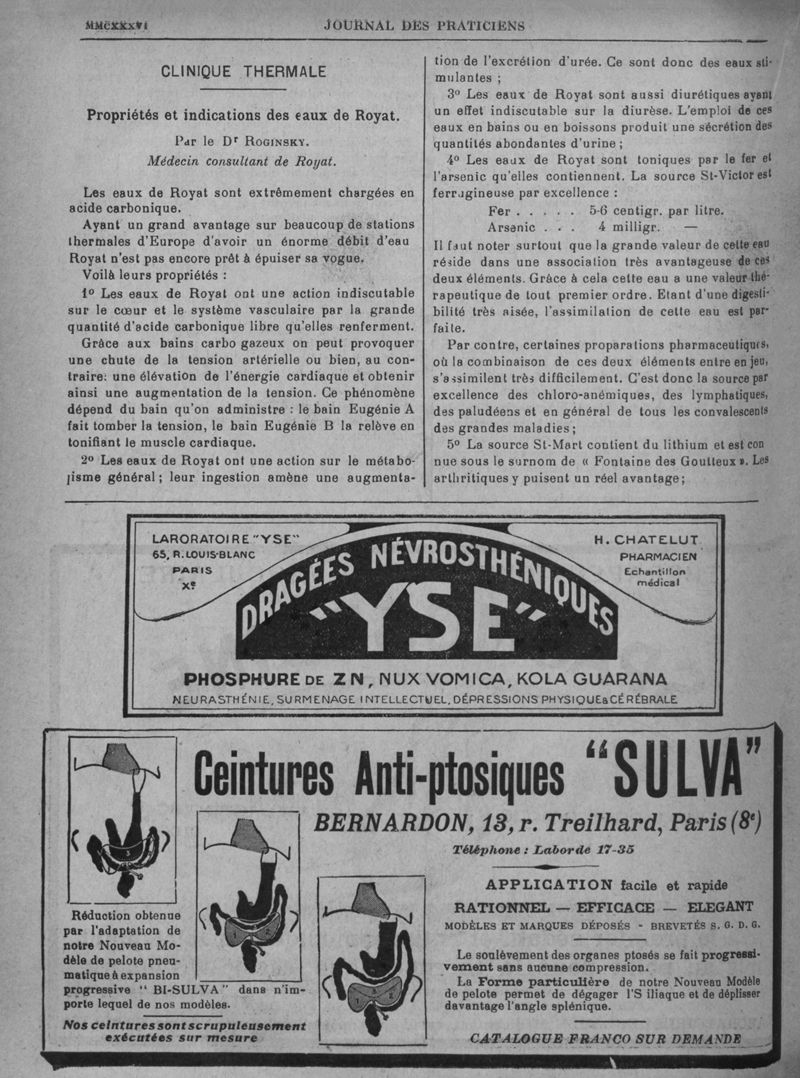 MMCXXXVI
JOURNAL DES PRATICIENS
CLINIQUE THERMALE
Propriétés et indications des eaux de Royat.
Par le Dr ROGINSKY.
Médecin consultant de Royat.
Les eaux de Royat sont extrêmement chargées en
acide carbonique.
Ayant un grand avantage sur beaucoup de stations
thermales d'Europe d'avoir un énorme débit d'eau
Royat n'est pas encore prêt à épuiser sa vogue.
Voilà leurs propriétés :
1o Les eaux de Royat ont une action indiscutable
sur le cœur et le système vasculaire par la grande
quantité d'acide carbonique libre qu'elles renferment.
Grâce aux bains carbo gazeux on peut provoquer
une chute de la tension artérielle ou bien, au con-
traire: une élévation de l'énergie cardiaque et obtenir
ainsi une augmentation de la tension. Ce phénomène
dépend du bain qu'on administre : le bain Eugénie A
fait tomber la tension, le bain Eugénie B la relève en
tonifiant le muscle cardiaque.
2o Les eaux de Royat ont une action sur le métabo-
lisme général ; leur ingestion amène une augmenta-
tion de l'excrétion d'urée. Ce sont donc des eaux sti-
mulantes ;
3o Les eaux de Royat sont aussi diurétiques ayant
un effet indiscutable sur la diurèse. L'emploi de ces
eaux en bains ou en boissons produit une sécrétion des
quantités abondantes d'urine ;
4o Les eaux de Royat sont toniques par le fer et
l'arsenic qu'elles contiennent. La source St-Victor est
ferrugineuse par excellence :
Fer . . . . . 5-6 centigr. par litre.
Arsenic . . . 4 milligr. —
Il faut noter surtout que la grande valeur de cette eau
réside dans une association très avantageuse de ces
deux éléments. Grâce à cela cette eau a une valeur thé-
rapeutique de tout premier ordre. Etant d'une digesti-
bilité très aisée, l'assimilation de cette eau est par-
faite.
Par contre, certaines proparations pharmaceutiques,
où la combinaison de ces deux éléments entre en jeu,
s'assimilent très difficilement. C'est donc la source par
excellence des chloro-anémiques, des lymphatiques,
des paludéens et en général de tous les convalescents
des grandes maladies ;
5o La source St-Mart contient du lithium et est con
nue sous le surnom de « Fontaine des Goutteux ». Les
arthritiques y puisent un réel avantage;
LARORATOIRE "YSE"
65, R. LOUIS-BLANC
PARIS
Xe
H. CHATELUT
PHARMACIEN
Echantillon
médical
DRAGÉES NÉVROSTHÉNIQUES
"YSE"
PHOSPHURE DE ZN, NUX VOMICA, KOLA GUARANA
NEURASTHÉNIE, SURMENAGE INTELLECTUEL, DÉPRESSIONS PHYSIQUE & CÉRÉBRALE
Ceintures Anti-ptosiques "SULVA"
BERNARDON, 13, r. Treilhard, Paris (8e)
Téléphone : Laborde 17-35
APPLICATION facile et rapide
RATIONNEL — EFFICACE — ELEGANT
MODÈLES ET MARQUES DÉPOSÉS - BREVETÉS S. G. D. G.
Le soulèvement des organes ptosés se fait progressi-
vement sans aucune compression.
La Forme particulière de notre Nouveau Modèle
de pelote permet de dégager l'S iliaque et de déplisser
davantage l'angle splénique.
CATALOGUE FRANCO SUR DEMANDE
Réduction obtenue
par l'adaptation de
notre Nouveau Mo-
dèle de pelote pneu-
matique à expansion
progressive " BI-SULVA " dans n'im-
porte lequel de nos modèles.
Nos ceintures sont scrupuleusement
exécutées sur mesure